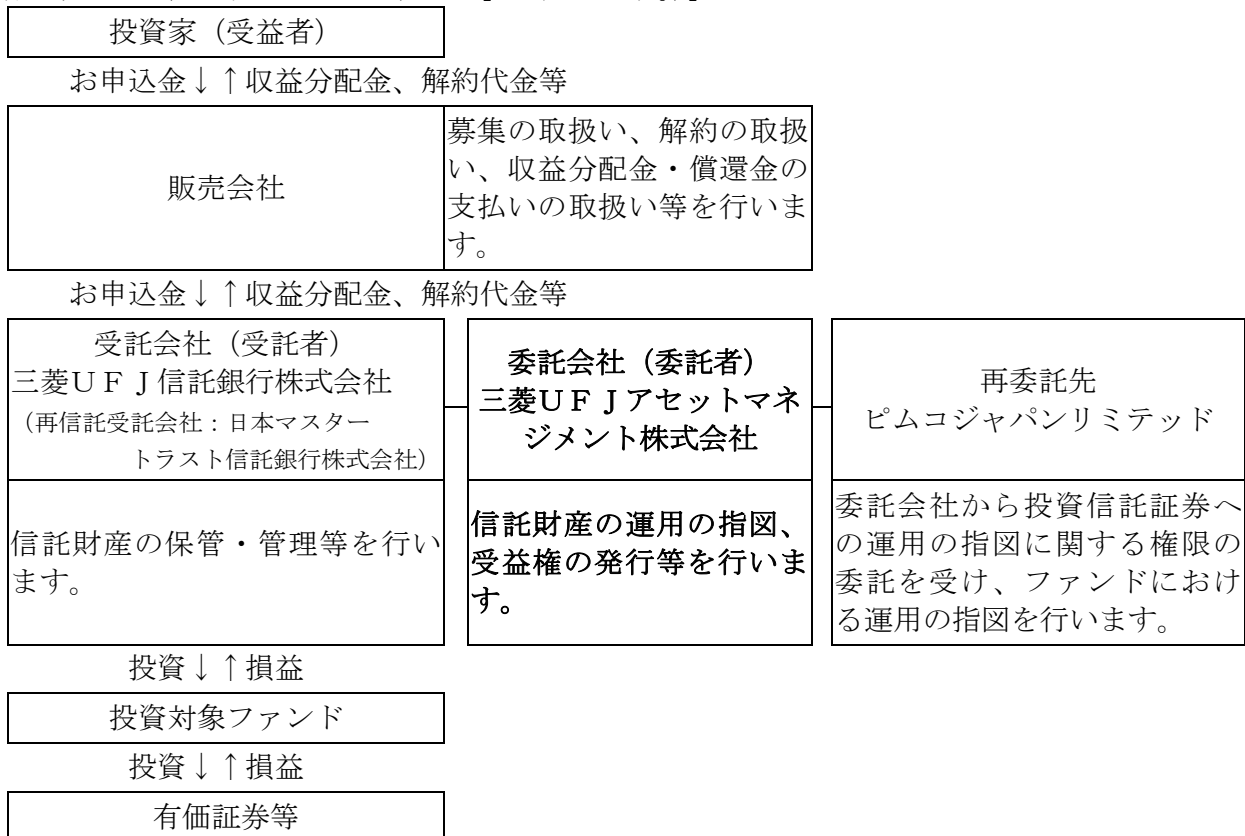 投資家（受益者）
お申込金↓↑収益分配金、解約代金等
販売会社
募集の取扱い、解約の取扱
い、収益分配金・償還金の
支払いの取扱い等を行いま
す。
お申込金↓↑収益分配金、解約代金等
受託会社（受託者）
三菱ＵＦＪ信託銀行株式会社
（再信託受託会社：日本マスター
トラスト信託銀行株式会社）
委託会社（委託者）
三菱ＵＦＪアセットマネ
ジメント株式会社
再委託先
ピムコジャパンリミテッド
信託財産の保管・管理等を行い
ます。
信託財産の運用の指図、
受益権の発行等を行いま
す。
委託会社から投資信託証券へ
の運用の指図に関する権限の
委託を受け、ファンドにおけ
る運用の指図を行います。
投資↓↑損益
投資対象ファンド
投資↓↑損益
有価証券等